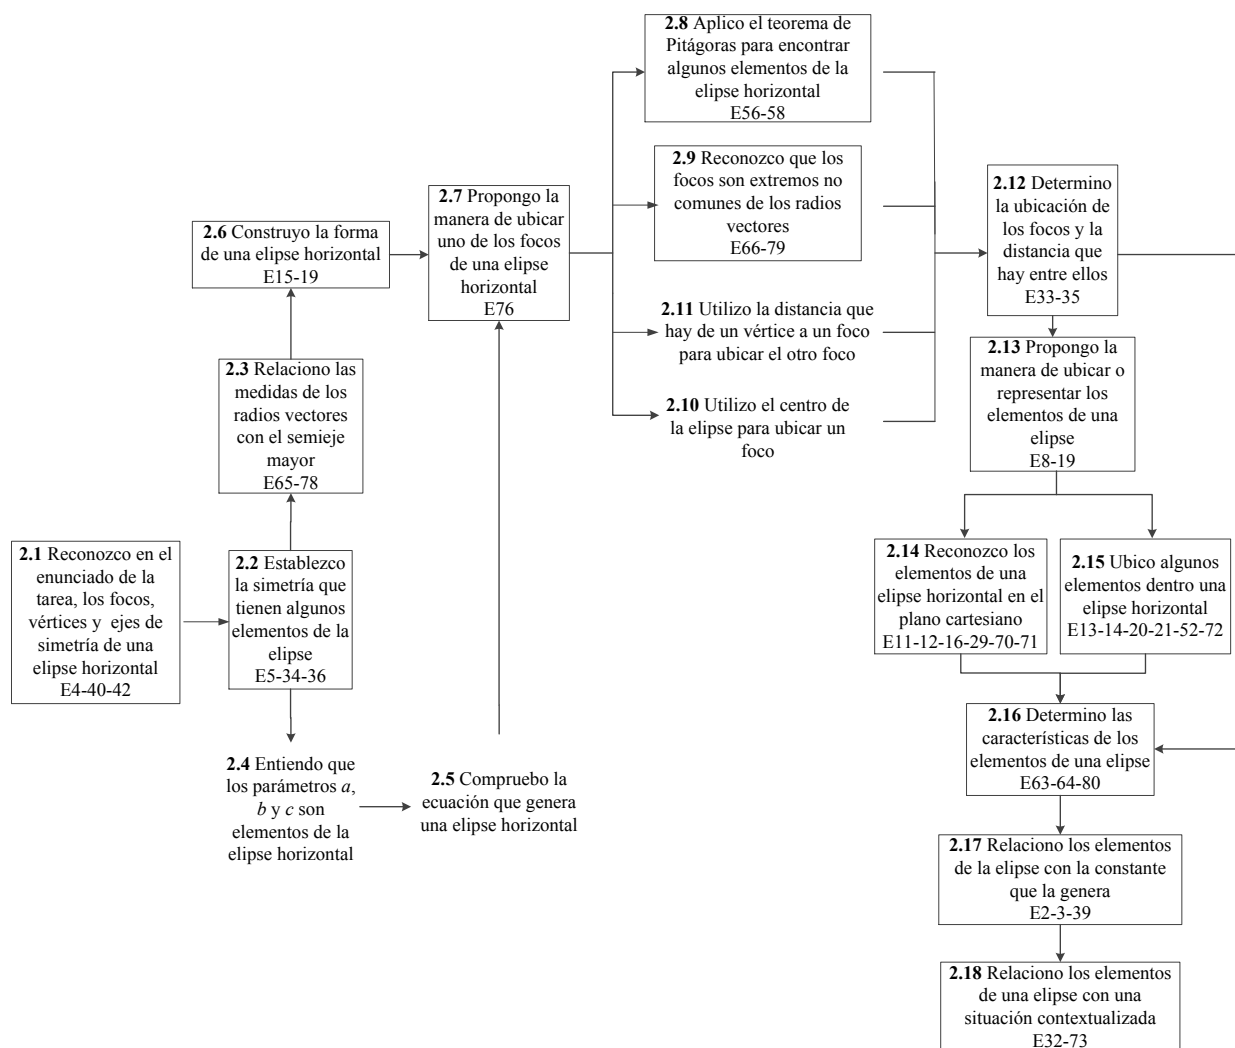 2.1 Reconozco en el
enunciado de la
tarea, los focos,
vértices y ejes de
simetría de una
elipse horizontal
E4-40-42
2.2 Establezco
la simetría que
tienen algunos
elementos de la
elipse
E5-34-36
2.3 Relaciono las
medidas de los
radios vectores
con el semieje
mayor
E65-78
2.4 Entiendo que
los parámetros a,
b y c son
elementos de la
elipse horizontal
2.5 Compruebo la
ecuación que genera
una elipse horizontal
2.6 Construyo la forma
de una elipse horizontal
E15-19
2.7 Propongo la
manera de ubicar
uno de los focos
de una elipse
horizontal
E76
2.8 Aplico el teorema de
Pitágoras para encontrar
algunos elementos de la
elipse horizontal
E56-58
2.9 Reconozco que los
focos son extremos no
comunes de los radios
vectores
E66-79
2.11 Utilizo la distancia que
hay de un vértice a un foco
para ubicar el otro foco
2.10 Utilizo el centro de
la elipse para ubicar un
foco
2.12 Determino
la ubicación de
los focos y la
distancia que
hay entre ellos
E33-35
2.13 Propongo la
manera de ubicar o
representar los
elementos de una
elipse
E8-19
2.14 Reconozco los
elementos de una
elipse horizontal en el
plano cartesiano
E11-12-16-29-70-71
2.15 Ubico algunos
elementos dentro una
elipse horizontal
E13-14-20-21-52-72
2.16 Determino las
características de los
elementos de una elipse
E63-64-80
2.17 Relaciono los elementos
de la elipse con la constante
que la genera
E2-3-39
2.18 Relaciono los elementos
de una elipse con una
situación contextualizada
E32-73